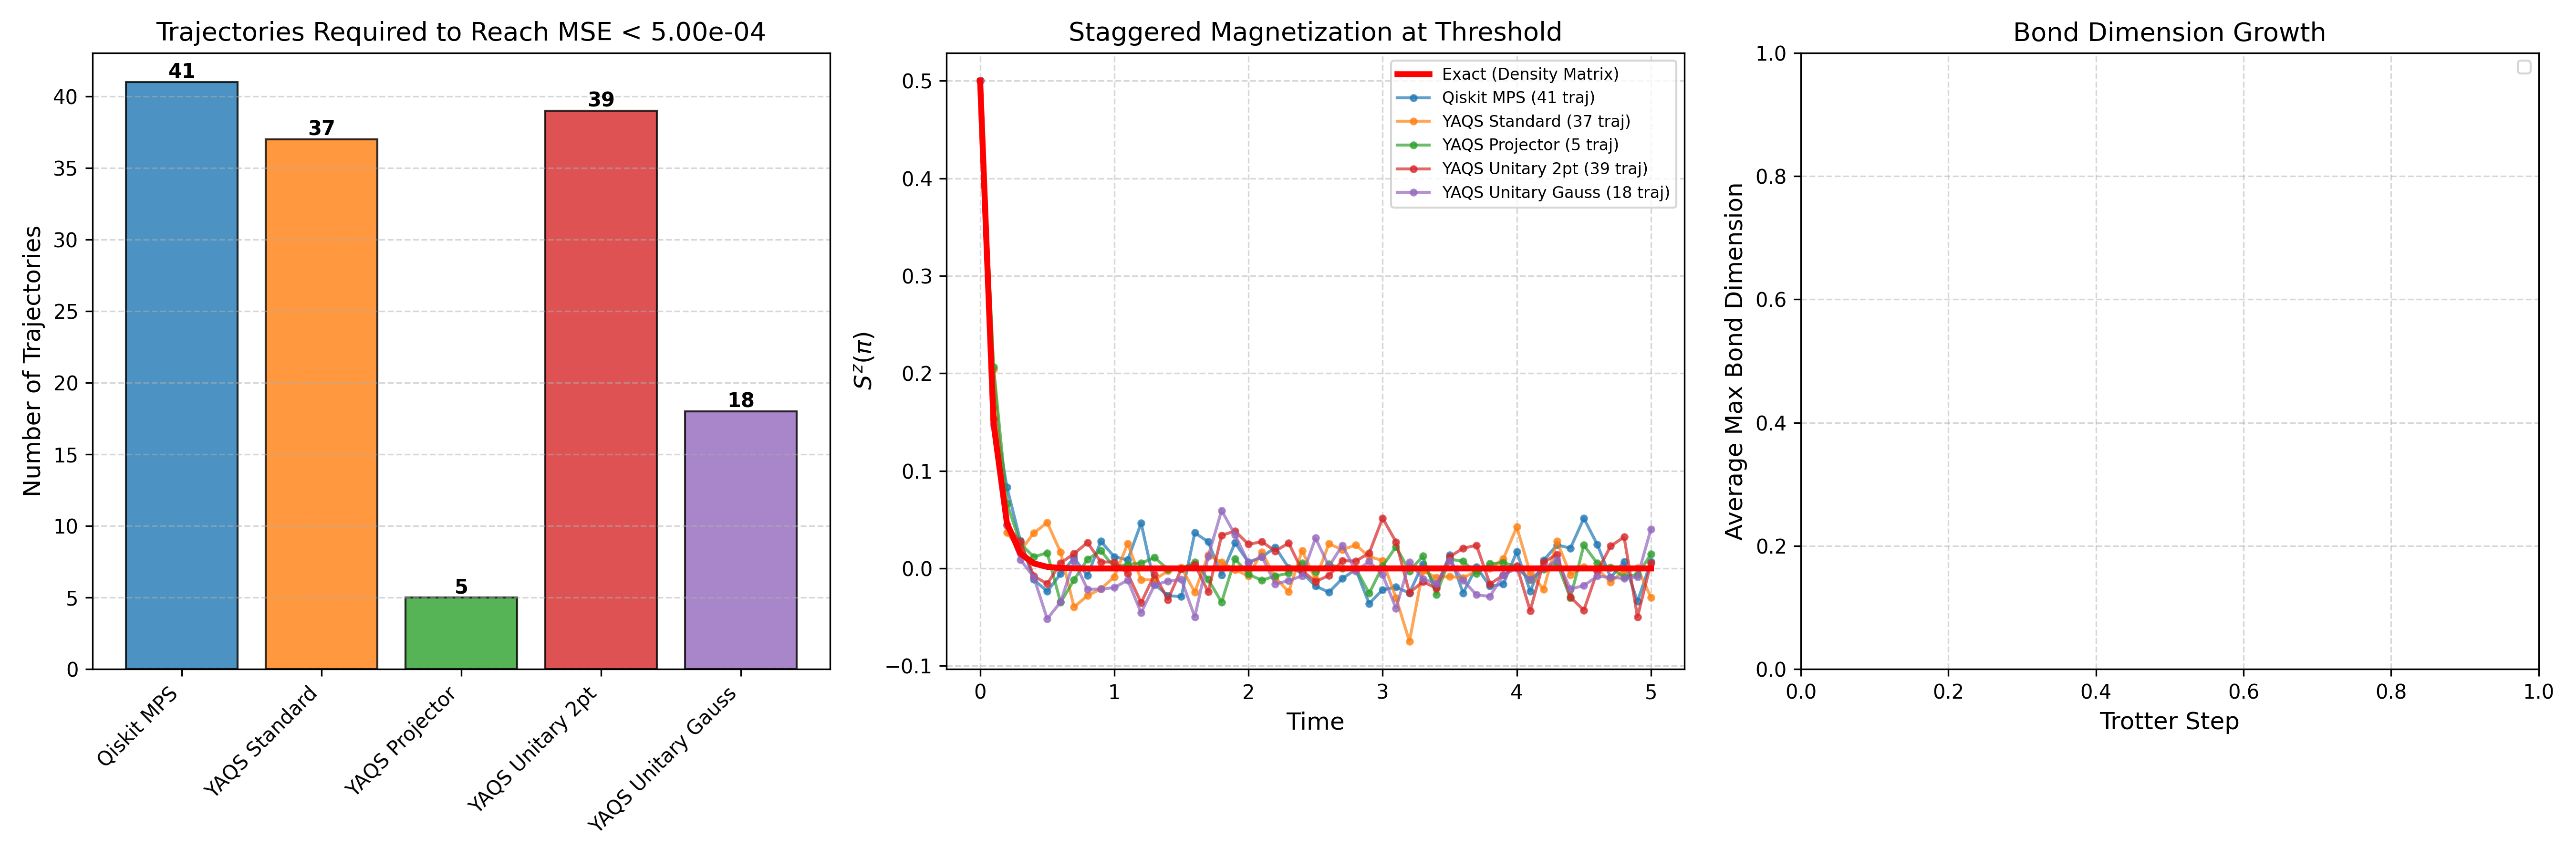 Trajectories Required to Reach MSE < 5.00e-04
Number of Trajectories
40
35
30
25
20
15
10
5
0
41
37
5
39
18
Qiskit MPS
YAQS Standard
YAQS Projector
YAQS Unitary 2pt
YAQS Unitary Gauss
Staggered Magnetization at Threshold
S^z(π)
0.5
0.4
0.3
0.2
0.1
0.0
−0.1
Exact (Density Matrix)
Qiskit MPS (41 traj)
YAQS Standard (37 traj)
YAQS Projector (5 traj)
YAQS Unitary 2pt (39 traj)
YAQS Unitary Gauss (18 traj)
0
1
2
3
4
5
Time
Bond Dimension Growth
Average Max Bond Dimension
1.0
0.8
0.6
0.4
0.2
0.0
0.0
0.2
0.4
0.6
0.8
1.0
Trotter Step